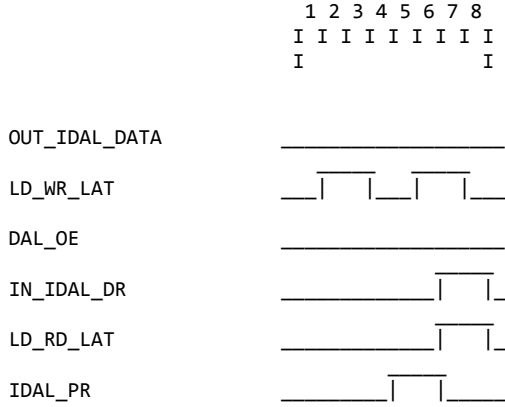 1 2 3 4 5 6 7 8
I I I I I I I I I
I I
OUT_IDAL_DATA
LD_WR_LAT
DAL_OE
IN_IDAL_DR
LD_RD_LAT
IDAL_PR